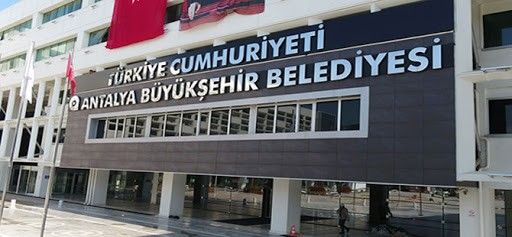 TÜRKİYE CUMHURİYETİ
ANTALYA BÜYÜKŞEHİR BELEDİYESİ